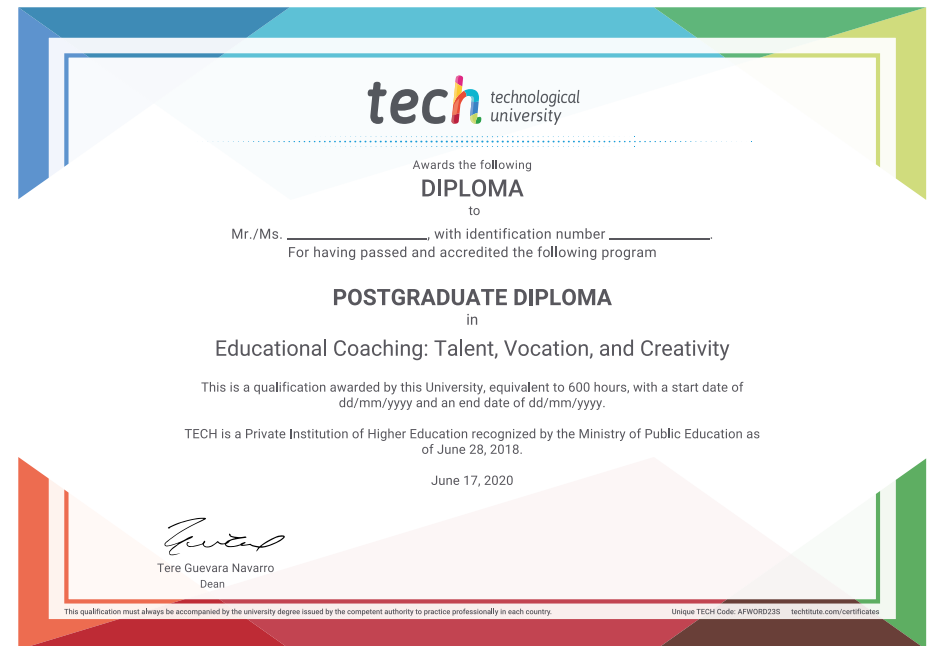 tech technological
university
Awards the following
DIPLOMA
to
Mr./Ms. ____________________, with identification number ______________.
For having passed and accredited the following program
POSTGRADUATE DIPLOMA
in
Educational Coaching: Talent, Vocation, and Creativity
This is a qualification awarded by this University, equivalent to 600 hours, with a start date of
dd/mm/yyyy and an end date of dd/mm/yyyy.
TECH is a Private Institution of Higher Education recognized by the Ministry of Public Education as
of June 28, 2018.
June 17, 2020
Tere Guevara Navarro
Dean
This qualification must always be accompanied by the university degree issued by the competent authority to practice professionally in each country.
Unique TECH Code: AFWORD23S techtitute.com/certificates